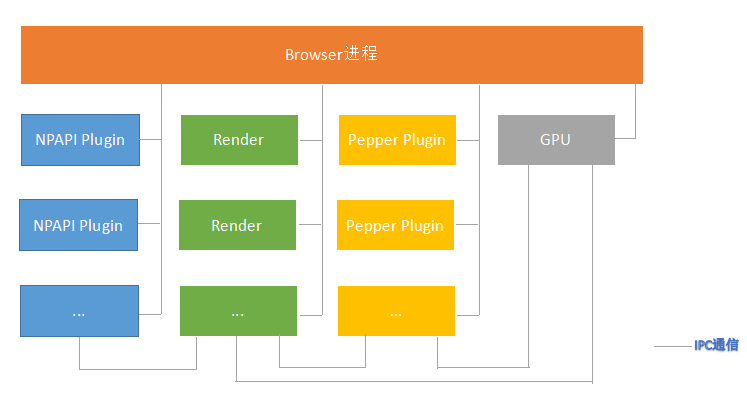 Browser进程
NPAPI Plugin
Render
Pepper Plugin
GPU
NPAPI Plugin
Render
Pepper Plugin
...
...
...
IPC通信